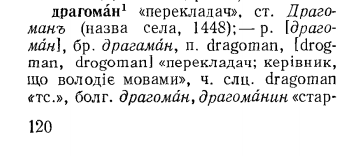 драгома́н¹ «перекладач», ст. Драго-
манъ (назва села, 1448); — р. [драго-
ма́н], бр. драгама́н, п. dragoman, [drog-
man, drogoman] «перекладач; керівник,
що володіє мовами», ч. слц. dragoman
«тс.», болг. драгома́н, драгома́нин «стар-
120